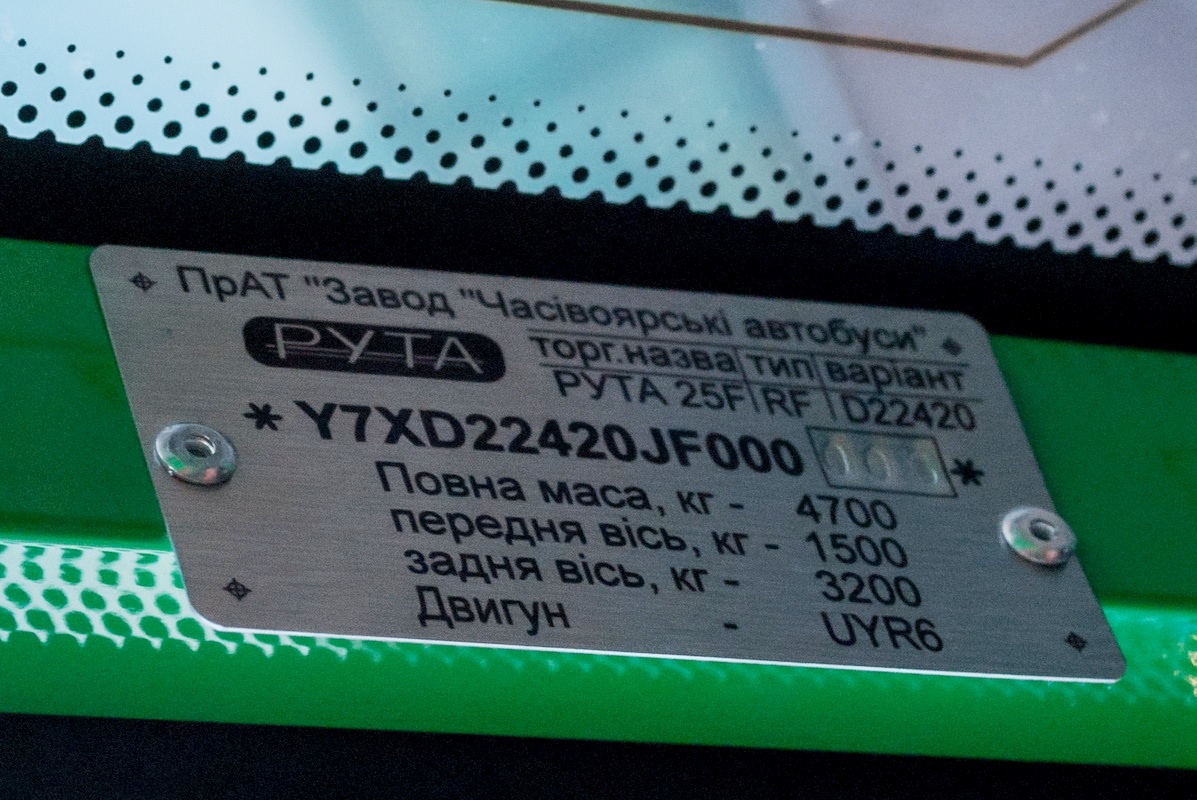 ПрАТ "Завод "Часівоярські автобуси"
РУТА
торг.назва тип варіант
РУТА 25F RF D22420
* Y7XD22420JF000 *
Повна маса, кг - 4700
передня вісь, кг - 1500
задня вісь, кг - 3200
Двигун - UYR6